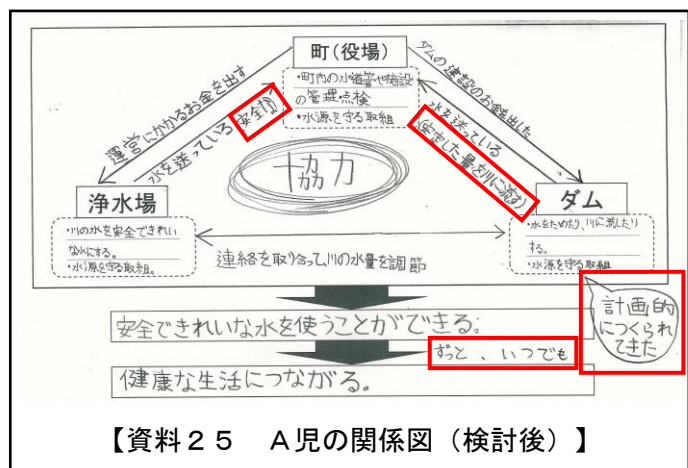 町(役場)
・町内の水道管や施設
の管理点検
・水源を守る取組
運営にかかるお金を出す
水を送っている
安全な
ダムの建設のお金を出した
水を送っている
(安定した量を川に流す)
協力
浄水場
・川の水を安全できれい
な水にする。
・水源を守る取組。
ダム
・水をためたり、川に流したり
する。
・水源を守る取組
連絡を取り合って川の水量を調節
計画的
につくられ
てきた
安全できれいな水を使うことができる。
ずっと、いつでも
健康な生活につながる。
【資料25 A児の関係図(検討後)】